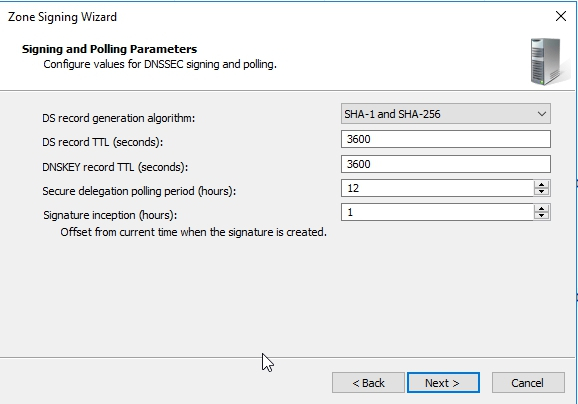 Zone Signing Wizard
Signing and Polling Parameters
Configure values for DNSSEC signing and polling.
DS record generation algorithm: SHA-1 and SHA-256
DS record TTL (seconds): 3600
DNSKEY record TTL (seconds): 3600
Secure delegation polling period (hours): 12
Signature inception (hours): 1
Offset from current time when the signature is created.
< Back Next > Cancel